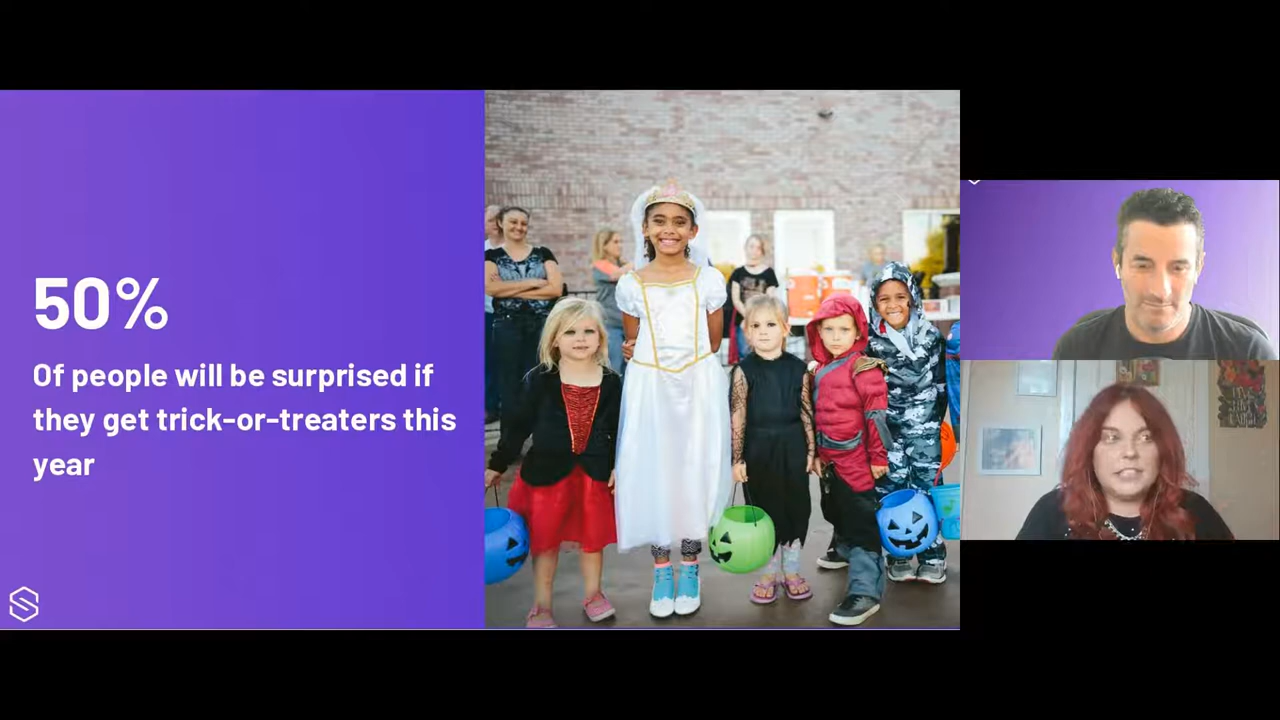 50%
Of people will be surprised if
they get trick-or-treaters this
year